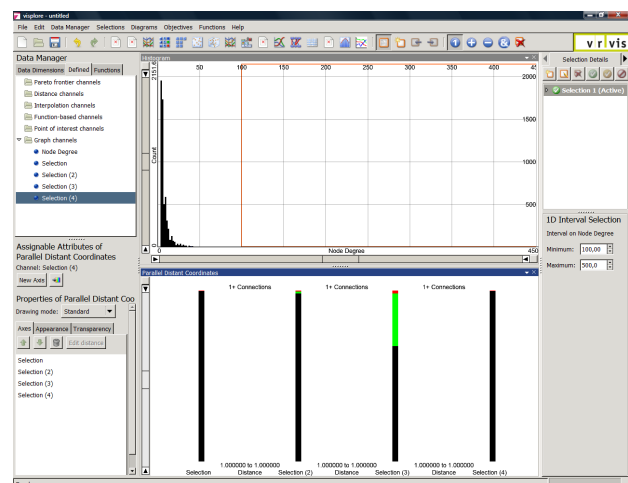 visplore - untitled
File Edit Data Manager Selections Diagrams Objectives Functions Help
vrvis
Data Manager
Data Dimensions Defined Functions
Pareto frontier channels
Distance channels
Interpolation channels
Function-based channels
Point of interest channels
Graph channels
Node Degree
Selection
Selection (2)
Selection (3)
Selection (4)
Assignable Attributes of
Parallel Distant Coordinates
Channel: Selection (4)
New Axis
Properties of Parallel Distant Coo
Drawing mode: Standard
Axes Appearance Transparency
Edit distance
Selection
Selection (2)
Selection (3)
Selection (4)
Histogram
50 100 150 200 250 300 350 400
2151.6
2000
1500
1000
500
Count
0
0 Node Degree 450
Parallel Distant Coordinates
1+ Connections 1+ Connections 1+ Connections
1.000000 to 1.000000 1.000000 to 1.000000 1.000000 to 1.000000
Selection Distance Selection (2) Distance Selection (3) Distance Selection (4)
Selection Details
Selection 1 (Active)
1D Interval Selection
Interval on Node Degree
Minimum: 100,00
Maximum: 500,0